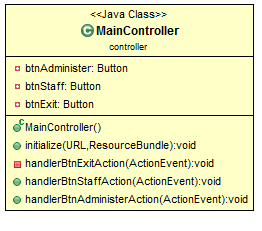 <<Java Class>>
MainController
controller
btnAdminister: Button
btnStaff: Button
btnExit: Button
MainController()
initialize(URL,ResourceBundle):void
handlerBtnExitAction(ActionEvent):void
handlerBtnStaffAction(ActionEvent):void
handlerBtnAdministerAction(ActionEvent):void